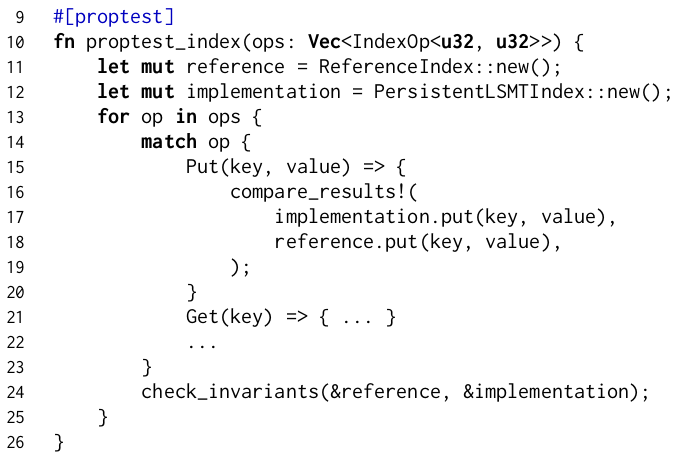 9 #[proptest]
10 fn proptest_index(ops: Vec<IndexOp<u32, u32>>) {
11     let mut reference = ReferenceIndex::new();
12     let mut implementation = PersistentLSMTIndex::new();
13     for op in ops {
14         match op {
15             Put(key, value) => {
16                 compare_results!(
17                     implementation.put(key, value),
18                     reference.put(key, value),
19                 );
20             }
21             Get(key) => { ... }
22             ...
23         }
24         check_invariants(&reference, &implementation);
25     }
26 }